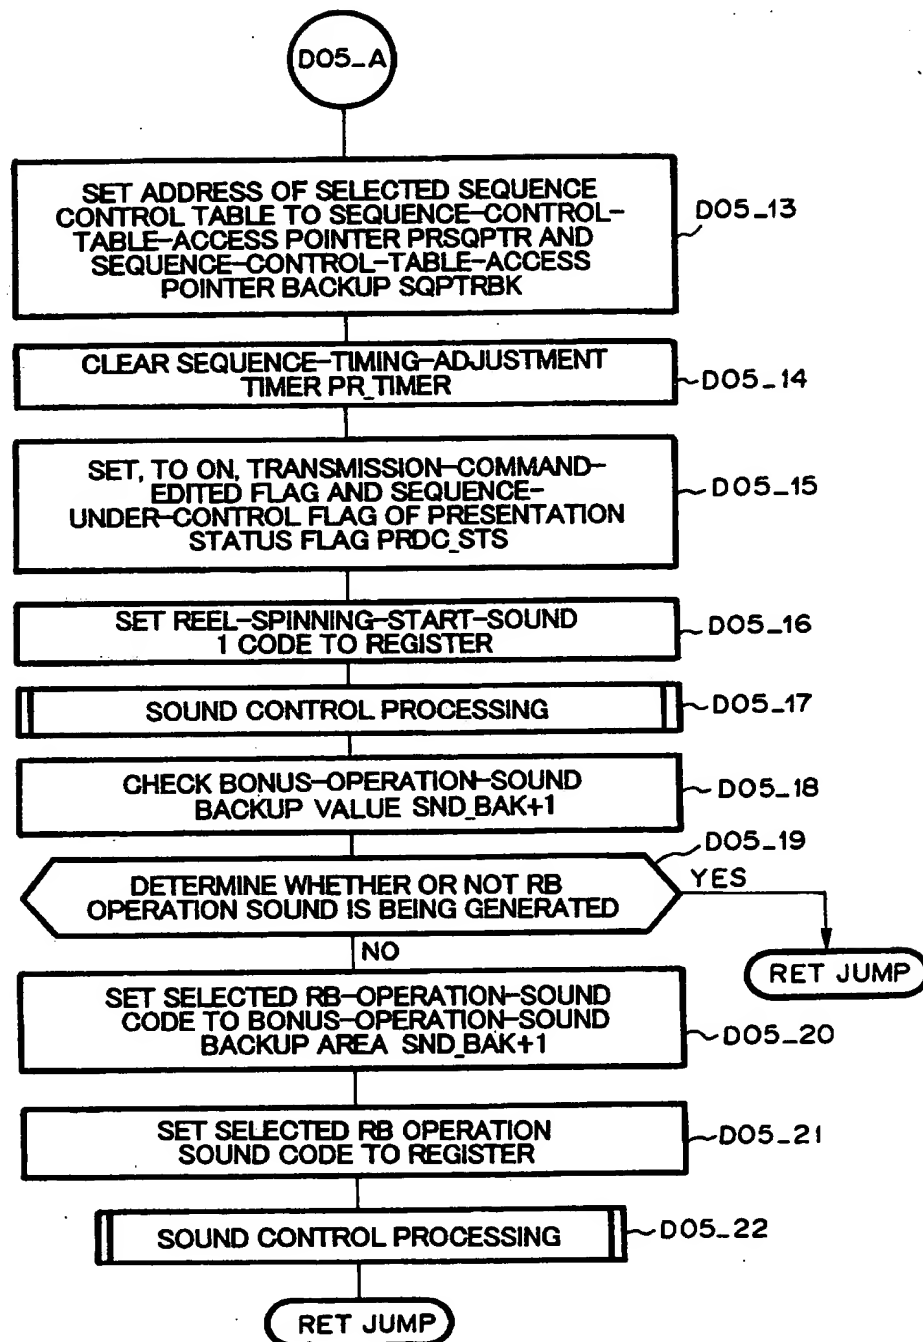 D05_A
SET ADDRESS OF SELECTED SEQUENCE
CONTROL TABLE TO SEQUENCE-CONTROL-
TABLE-ACCESS POINTER PRSQPTR AND
SEQUENCE-CONTROL-TABLE-ACCESS
POINTER BACKUP SQPTRBK
D05_13
CLEAR SEQUENCE-TIMING-ADJUSTMENT
TIMER PR_TIMER
D05_14
SET, TO ON, TRANSMISSION-COMMAND-
EDITED FLAG AND SEQUENCE-
UNDER-CONTROL FLAG OF PRESENTATION
STATUS FLAG PRDC_STS
D05_15
SET REEL-SPINNING-START-SOUND
1 CODE TO REGISTER
D05_16
SOUND CONTROL PROCESSING
D05_17
CHECK BONUS-OPERATION-SOUND
BACKUP VALUE SND_BAK+1
D05_18
D05_19
DETERMINE WHETHER OR NOT RB
OPERATION SOUND IS BEING GENERATED
YES
NO
RET JUMP
SET SELECTED RB-OPERATION-SOUND
CODE TO BONUS-OPERATION-SOUND
BACKUP AREA SND_BAK+1
D05_20
SET SELECTED RB OPERATION
SOUND CODE TO REGISTER
D05_21
SOUND CONTROL PROCESSING
D05_22
RET JUMP